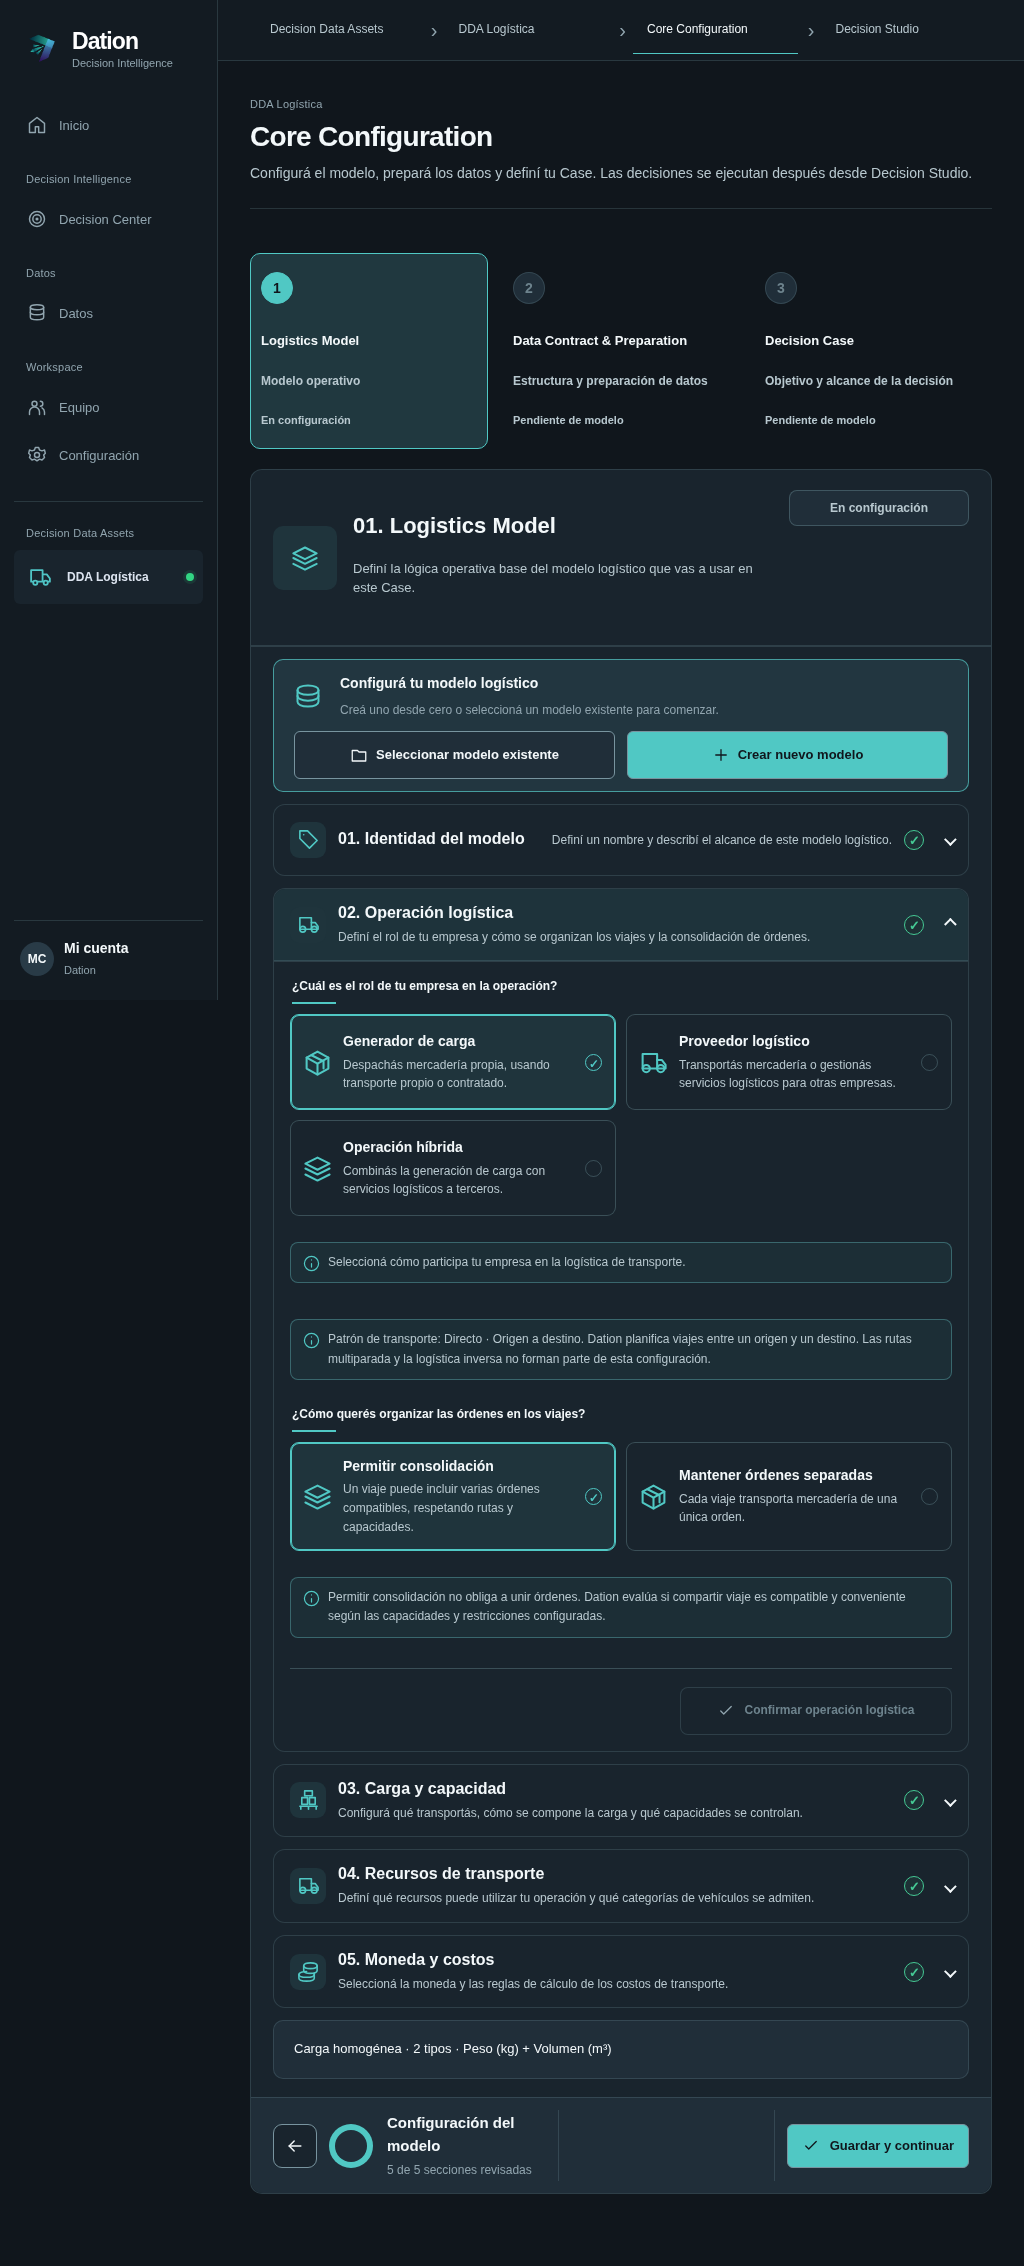 Dation
Decision Intelligence
Inicio
Decision Intelligence
Decision Center
Datos
Datos
Workspace
Equipo
Configuración
Decision Data Assets
DDA Logística
MC
Mi cuenta
Dation
Decision Data Assets › DDA Logística › Core Configuration › Decision Studio
DDA Logística
Core Configuration
Configurá el modelo, prepará los datos y definí tu Case. Las decisiones se ejecutan después desde Decision Studio.
1
Logistics Model
Modelo operativo
En configuración
2
Data Contract & Preparation
Estructura y preparación de datos
Pendiente de modelo
3
Decision Case
Objetivo y alcance de la decisión
Pendiente de modelo
En configuración
01. Logistics Model
Definí la lógica operativa base del modelo logístico que vas a usar en
este Case.
Configurá tu modelo logístico
Creá uno desde cero o seleccioná un modelo existente para comenzar.
Seleccionar modelo existente
Crear nuevo modelo
01. Identidad del modelo
Definí un nombre y describí el alcance de este modelo logístico.
02. Operación logística
Definí el rol de tu empresa y cómo se organizan los viajes y la consolidación de órdenes.
¿Cuál es el rol de tu empresa en la operación?
Generador de carga
Despachás mercadería propia, usando
transporte propio o contratado.
Proveedor logístico
Transportás mercadería o gestionás
servicios logísticos para otras empresas.
Operación híbrida
Combinás la generación de carga con
servicios logísticos a terceros.
Seleccioná cómo participa tu empresa en la logística de transporte.
Patrón de transporte: Directo · Origen a destino. Dation planifica viajes entre un origen y un destino. Las rutas
multiparada y la logística inversa no forman parte de esta configuración.
¿Cómo querés organizar las órdenes en los viajes?
Permitir consolidación
Un viaje puede incluir varias órdenes
compatibles, respetando rutas y
capacidades.
Mantener órdenes separadas
Cada viaje transporta mercadería de una
única orden.
Permitir consolidación no obliga a unir órdenes. Dation evalúa si compartir viaje es compatible y conveniente
según las capacidades y restricciones configuradas.
Confirmar operación logística
03. Carga y capacidad
Configurá qué transportás, cómo se compone la carga y qué capacidades se controlan.
04. Recursos de transporte
Definí qué recursos puede utilizar tu operación y qué categorías de vehículos se admiten.
05. Moneda y costos
Seleccioná la moneda y las reglas de cálculo de los costos de transporte.
Carga homogénea · 2 tipos · Peso (kg) + Volumen (m³)
Configuración del
modelo
5 de 5 secciones revisadas
Guardar y continuar